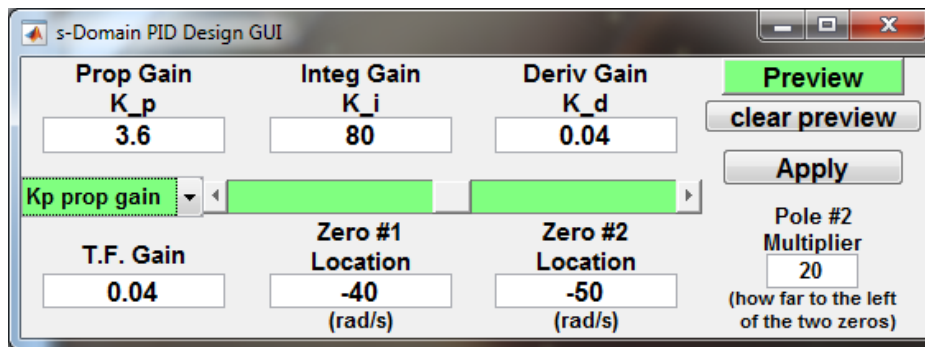 s-Domain PID Design GUI
Prop Gain
K_p
3.6
Integ Gain
K_i
80
Deriv Gain
K_d
0.04
Preview
clear preview
Apply
Kp prop gain
T.F. Gain
0.04
Zero #1
Location
-40
(rad/s)
Zero #2
Location
-50
(rad/s)
Pole #2
Multiplier
20
(how far to the left
of the two zeros)